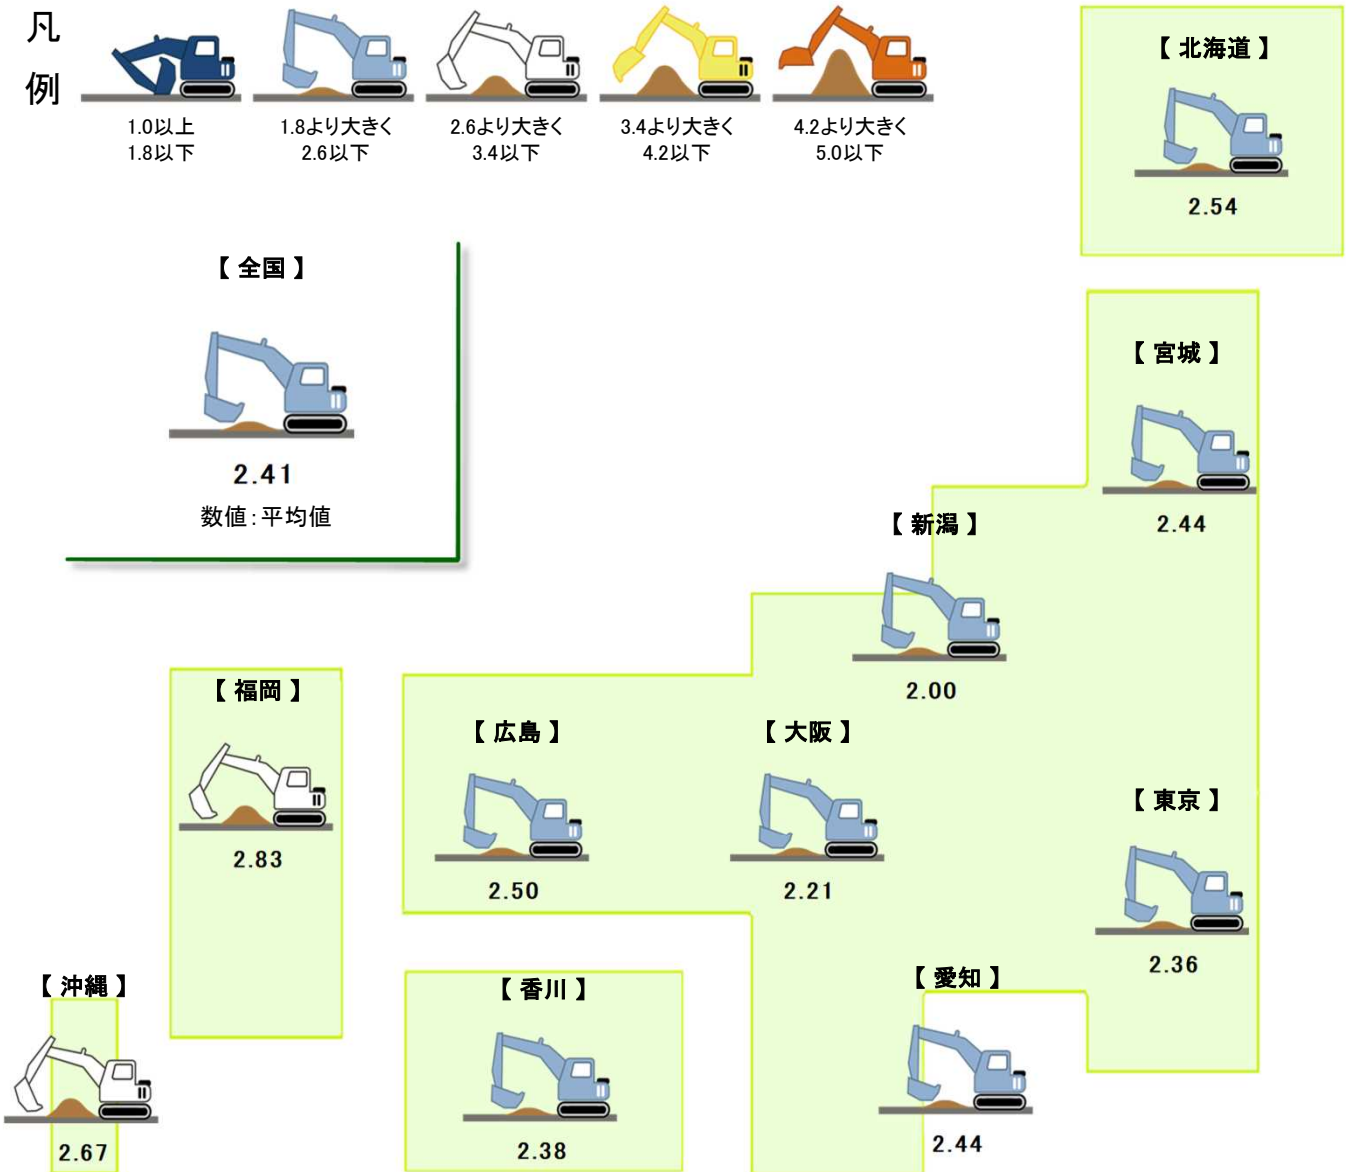 凡
例
1.0以上
1.8以下
1.8より大きく
2.6以下
2.6より大きく
3.4以下
3.4より大きく
4.2以下
4.2より大きく
5.0以下
【 北海道 】
2.54
【 全国 】
2.41
数値：平均値
【 宮城 】
2.44
【 新潟 】
2.00
【 福岡 】
2.83
【 広島 】
2.50
【 大阪 】
2.21
【 東京 】
2.36
【 沖縄 】
2.67
【 香川 】
2.38
【 愛知 】
2.44